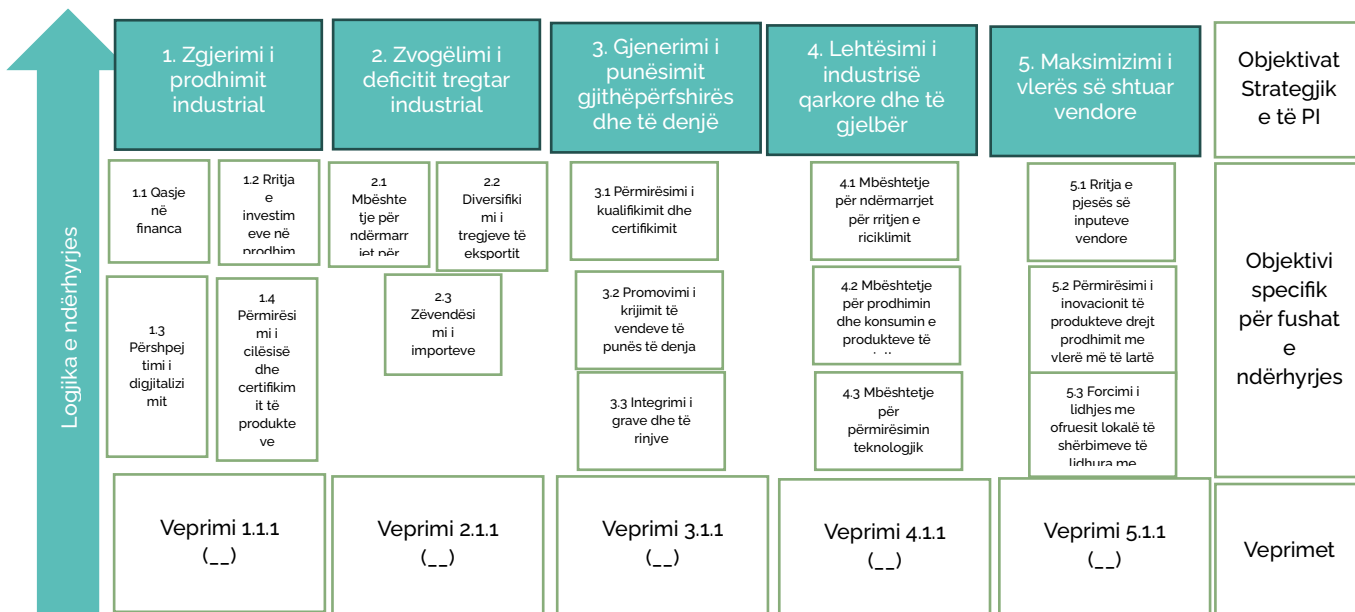 Logjika e ndërhyrjes
1. Zgjerimi i
prodhimit
industrial
2. Zvogëlimi i
deficitit tregtar
industrial
3. Gjenerimi i
punësimit
gjithëpërfshirës
dhe të denjë
4. Lehtësimi i
industrisë
qarkore dhe të
gjelbër
5. Maksimizimi i
vlerës së shtuar
vendore
Objektivat
Strategjik
e të PI
1.1 Qasje
në
financa
1.2 Rritja
e
investim
eve në
prodhim
2.1
Mbështe
tje për
ndërmarr
jet për
2.2
Diversifiki
mi i
tregjeve të
eksportit
3.1 Përmirësimi i
kualifikimit dhe
certifikimit
4.1 Mbështetje
për ndërmarrjet
për rritjen e
riciklimit
5.1 Rritja e
pjesës së
inputeve
vendore
Objektivi
specifik
për fushat
e
ndërhyrjes
1.3
Përshpej
timi i
digjitalizi
mit
1.4
Përmirësi
mi i
cilësisë
dhe
certifikim
it të
produkte
ve
2.3
Zëvendësi
mi i
importeve
3.2 Promovimi i
krijimit të
vendeve të
punës të denja
4.2 Mbështetje
për prodhimin
dhe konsumin e
produkteve të
5.2 Përmirësimi i
inovacionit të
produkteve drejt
prodhimit me
vlerë më të lartë
3.3 Integrimi i
grave dhe të
rinjve
4.3 Mbështetje
për
përmirësimin
teknologjik
5.3 Forcimi i
lidhjes me
ofruesit lokalë të
shërbimeve të
lidhura me
Veprimi 1.1.1
(__)
Veprimi 2.1.1
(__)
Veprimi 3.1.1
(__)
Veprimi 4.1.1
(__)
Veprimi 5.1.1
(__)
Veprimet